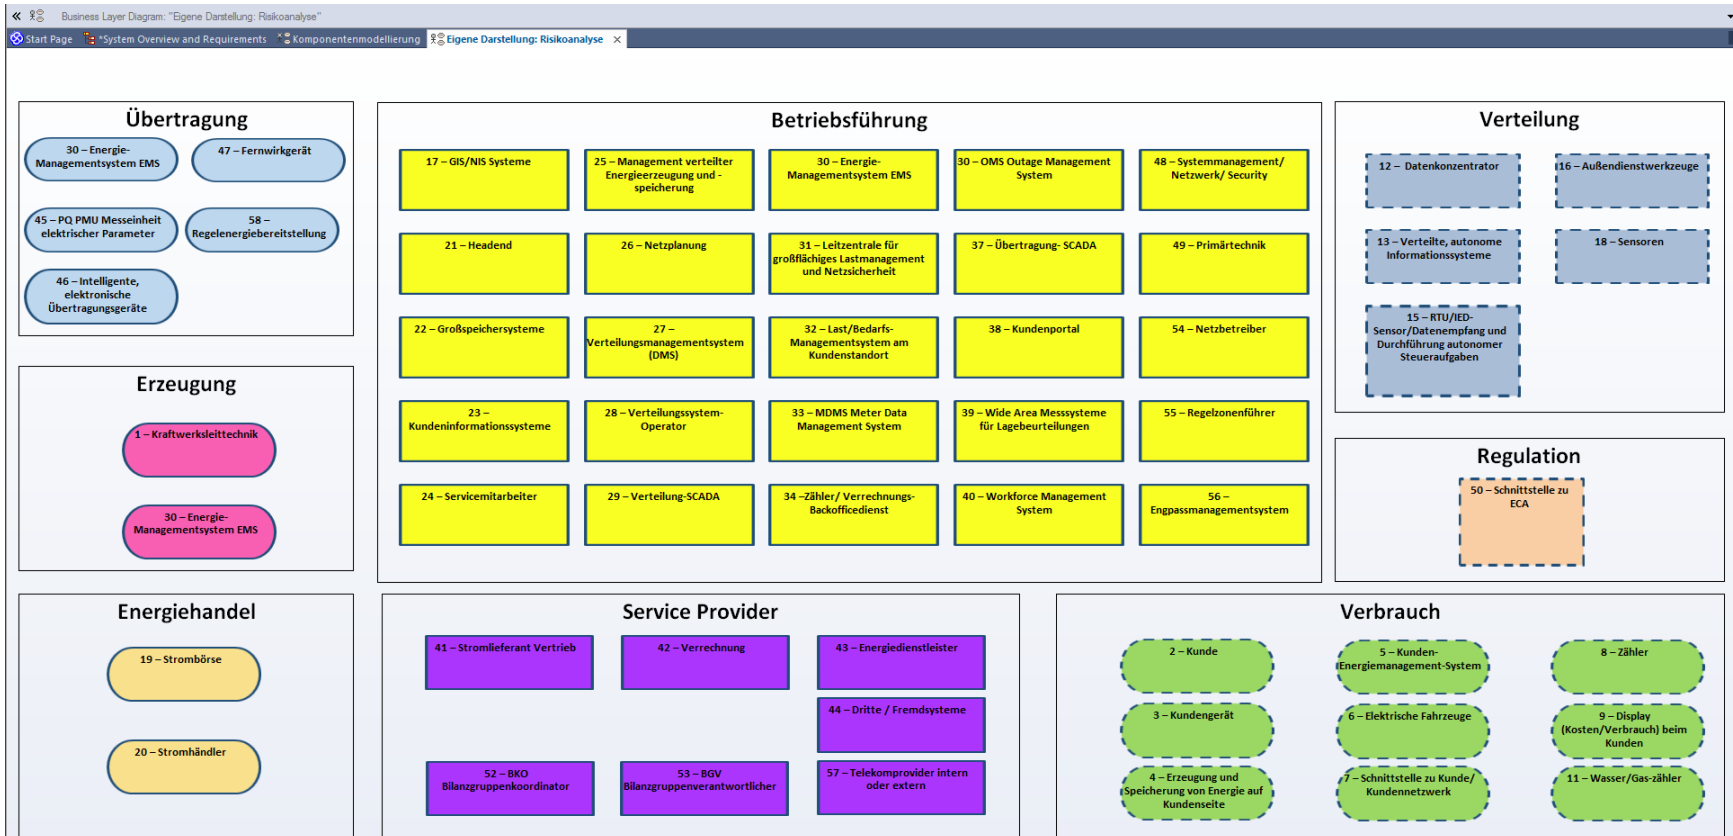 Business Layer Diagram: "Eigene Darstellung: Risikoanalyse"
Start Page
*System Overview and Requirements
Komponentenmodellierung
Eigene Darstellung: Risikoanalyse
Übertragung
30 – Energie-
Managementsystem EMS
47 – Fernwirkgerät
45 – PQ PMU Messeinheit
elektrischer Parameter
58 –
Regelenergiebereitstellung
46 – Intelligente,
elektronische
Übertragungsgeräte
Erzeugung
1 – Kraftwerksleittechnik
30 – Energie-
Managementsystem EMS
Energiehandel
19 – Strombörse
20 – Stromhändler
Betriebsführung
17 – GIS/NIS Systeme
25 – Management verteilter
Energieerzeugung und -
speicherung
30 – Energie-
Managementsystem EMS
30 – OMS Outage Management
System
48 – Systemmanagement/
Netzwerk/ Security
21 – Headend
26 – Netzplanung
31 – Leitzentrale für
großflächiges Lastmanagement
und Netzsicherheit
37 – Übertragung- SCADA
49 – Primärtechnik
22 – Großspeichersysteme
27 –
Verteilungsmanagementsystem
(DMS)
32 – Last/Bedarfs-
Managementsystem am
Kundenstandort
38 – Kundenportal
54 – Netzbetreiber
23 –
Kundeninformationssysteme
28 – Verteilungssystem-
Operator
33 – MDMS Meter Data
Management System
39 – Wide Area Messsysteme
für Lagebeurteilungen
55 – Regelzonenführer
24 – Servicemitarbeiter
29 – Verteilung-SCADA
34 –Zähler/ Verrechnungs-
Backofficedienst
40 – Workforce Management
System
56 –
Engpassmanagementsystem
Verteilung
12 – Datenkonzentrator
16 – Außendienstwerkzeuge
13 – Verteilte, autonome
Informationssysteme
18 – Sensoren
15 – RTU/IED-
Sensor/Datenempfang und
Durchführung autonomer
Steueraufgaben
Regulation
50 – Schnittstelle zu
ECA
Service Provider
41 – Stromlieferant Vertrieb
42 – Verrechnung
43 – Energiedienstleister
44 – Dritte / Fremdsysteme
52 – BKO
Bilanzgruppenkoordinator
53 – BGV
Bilanzgruppenverantwortlicher
57 – Telekomprovider intern
oder extern
Verbrauch
2 – Kunde
5 – Kunden-
Energiemanagement-System
8 – Zähler
3 – Kundengerät
6 – Elektrische Fahrzeuge
9 – Display
(Kosten/Verbrauch) beim
Kunden
4 – Erzeugung und
Speicherung von Energie auf
Kundenseite
7 – Schnittstelle zu Kunde/
Kundennetzwerk
11 – Wasser/Gas-zähler